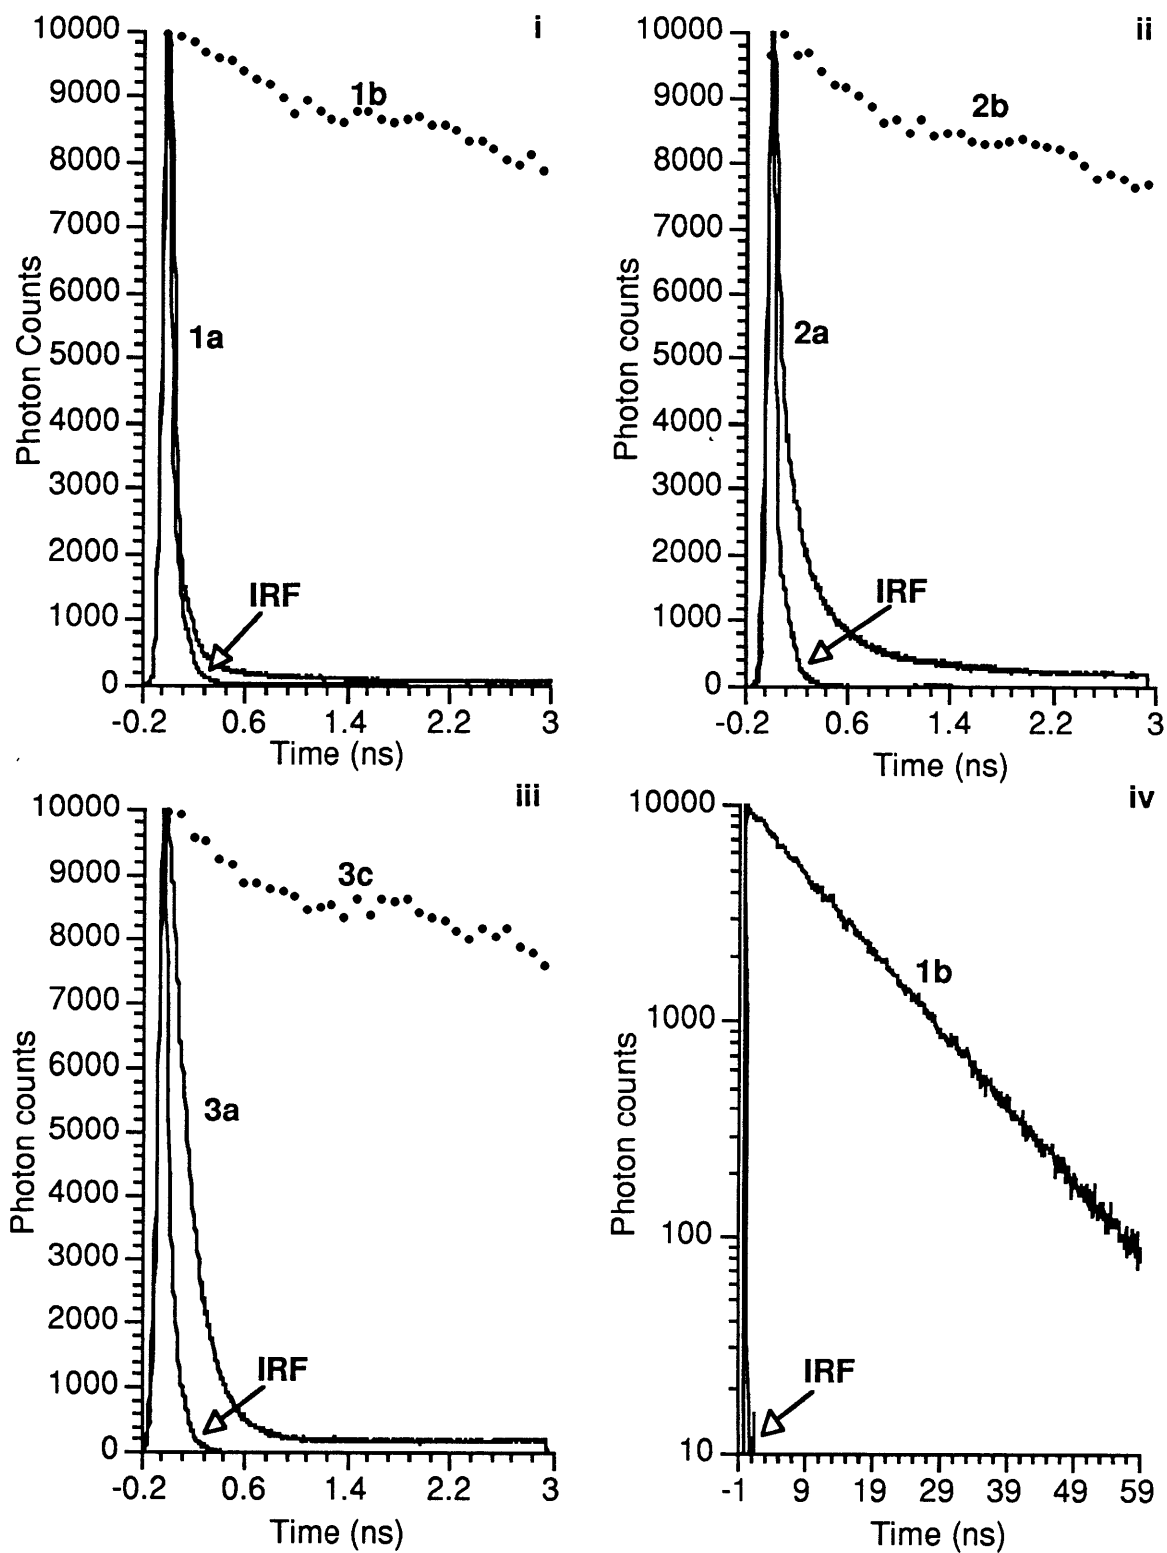 i
10000
9000
8000
7000
6000
5000
4000
3000
2000
1000
0
Photon Counts
1b
1a
IRF
-0.2 0.6 1.4 2.2 3
Time (ns)
ii
10000
9000
8000
7000
6000
5000
4000
3000
2000
1000
0
Photon counts
2b
2a
IRF
-0.2 0.6 1.4 2.2 3
Time (ns)
iii
10000
9000
8000
7000
6000
5000
4000
3000
2000
1000
0
Photon counts
3c
3a
IRF
-0.2 0.6 1.4 2.2 3
Time (ns)
iv
10000
1000
100
10
Photon counts
1b
IRF
-1 9 19 29 39 49 59
Time (ns)